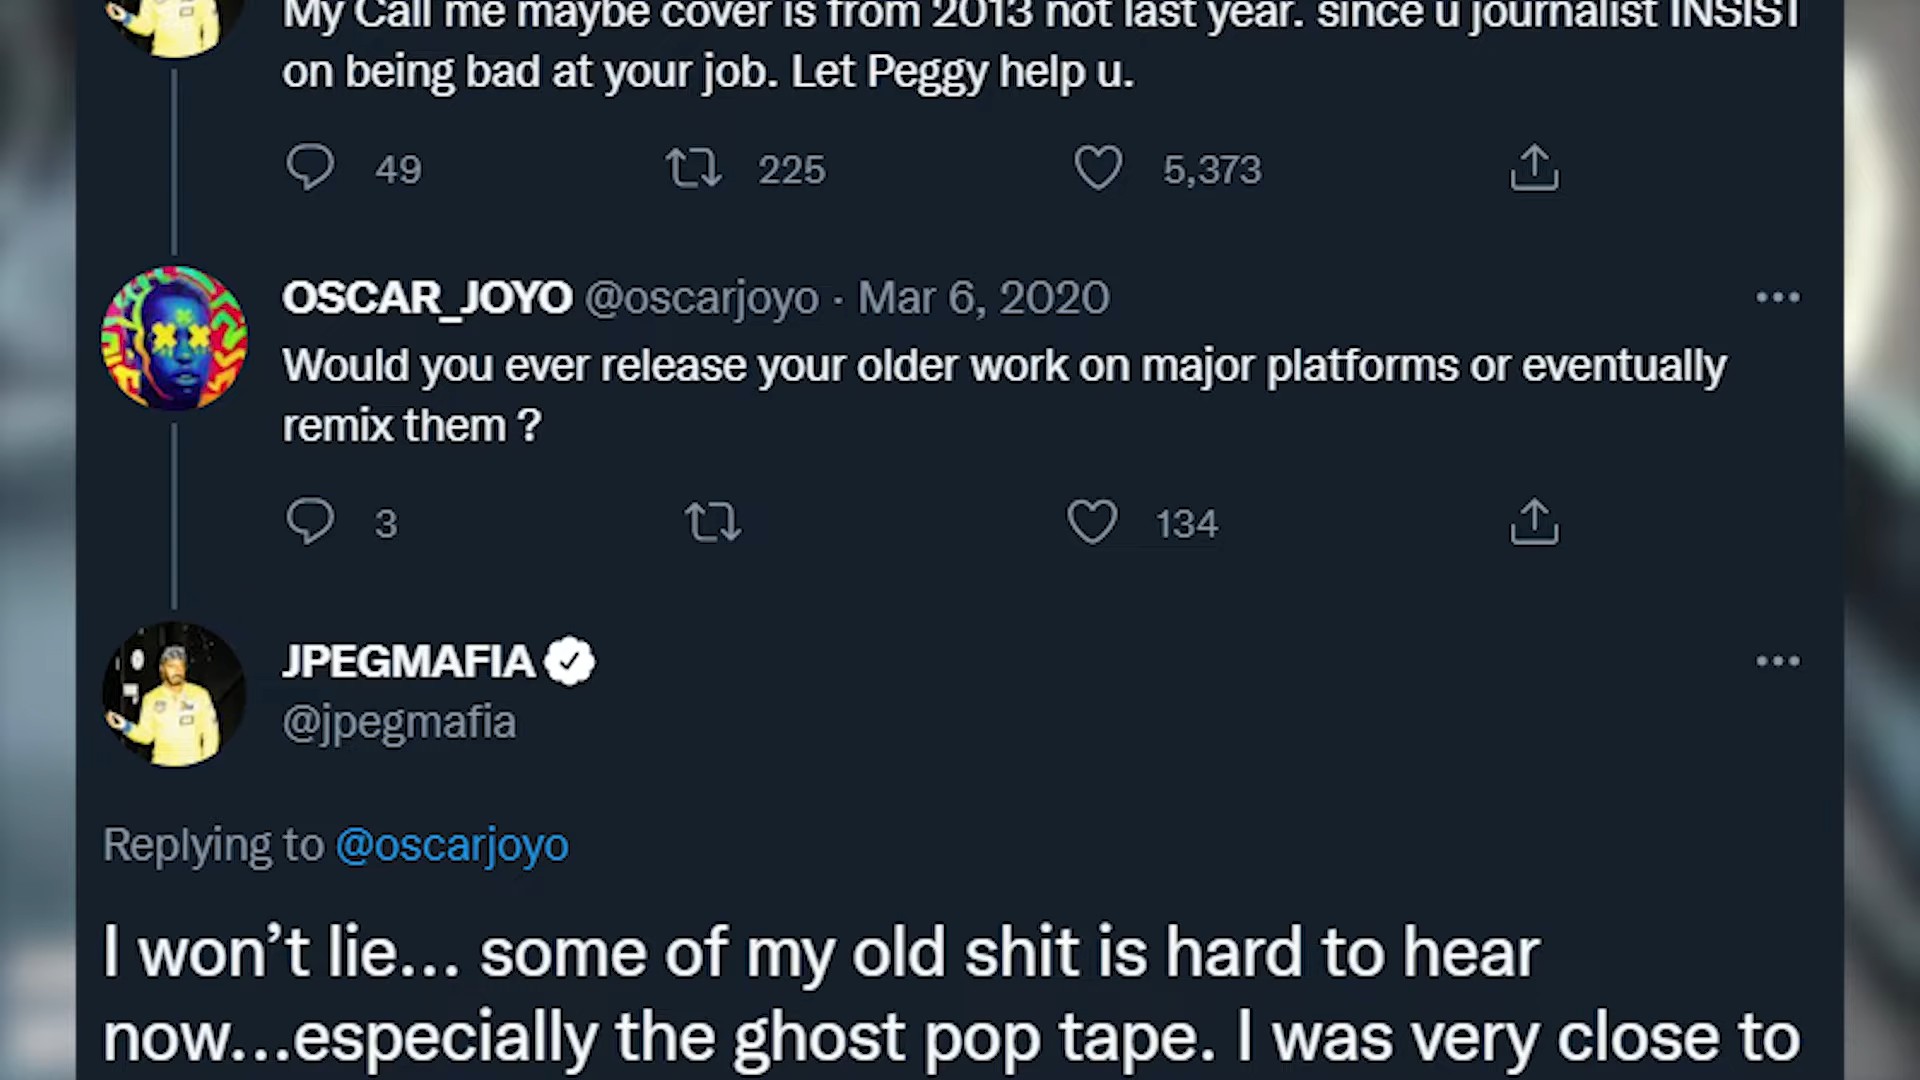 My Call me maybe cover is from 2013 not last year. since u journalist INSIST
on being bad at your job. Let Peggy help u.
49 225 5,373
OSCAR_JOYO @oscarjoyo · Mar 6, 2020
Would you ever release your older work on major platforms or eventually
remix them ?
3 134
JPEGMAFIA
@jpegmafia
Replying to @oscarjoyo
I won’t lie... some of my old shit is hard to hear
now...especially the ghost pop tape. I was very close to